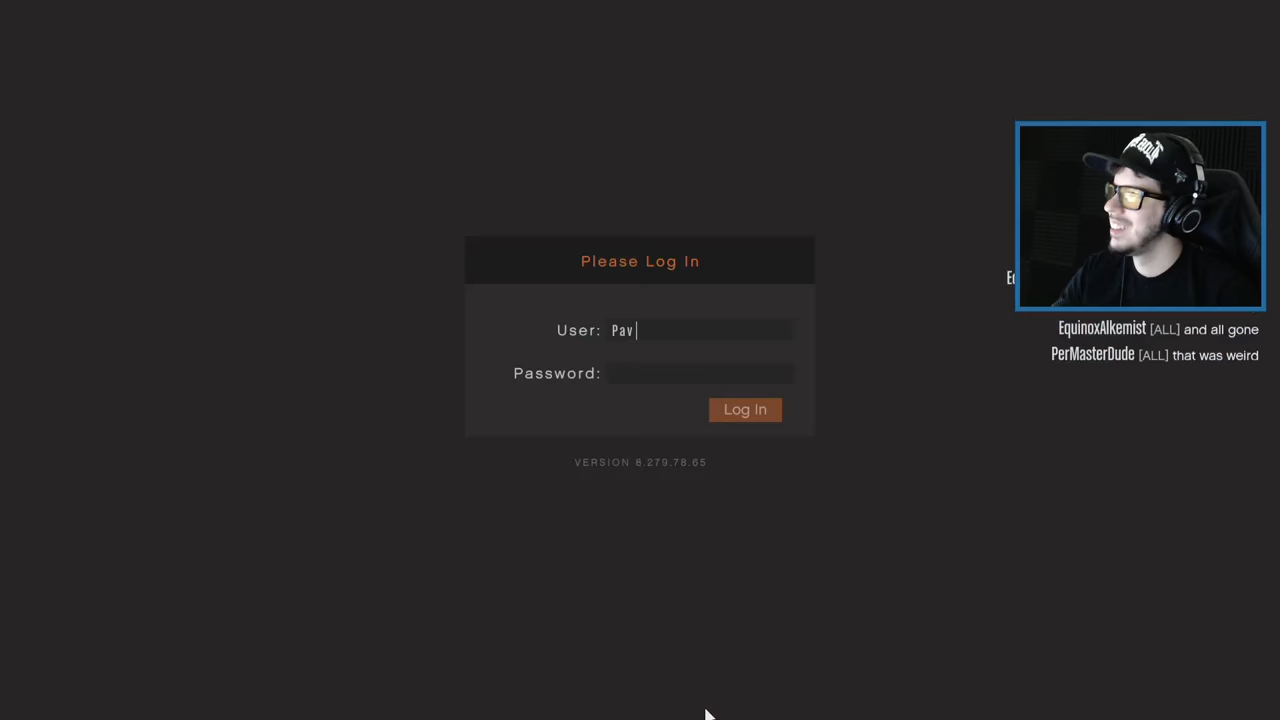 Please Log In
User: Pav
Password:
Log In
VERSION 8.279.78.65
EquinoxAlkemist [ALL] and all gone
PerMasterDude [ALL] that was weird